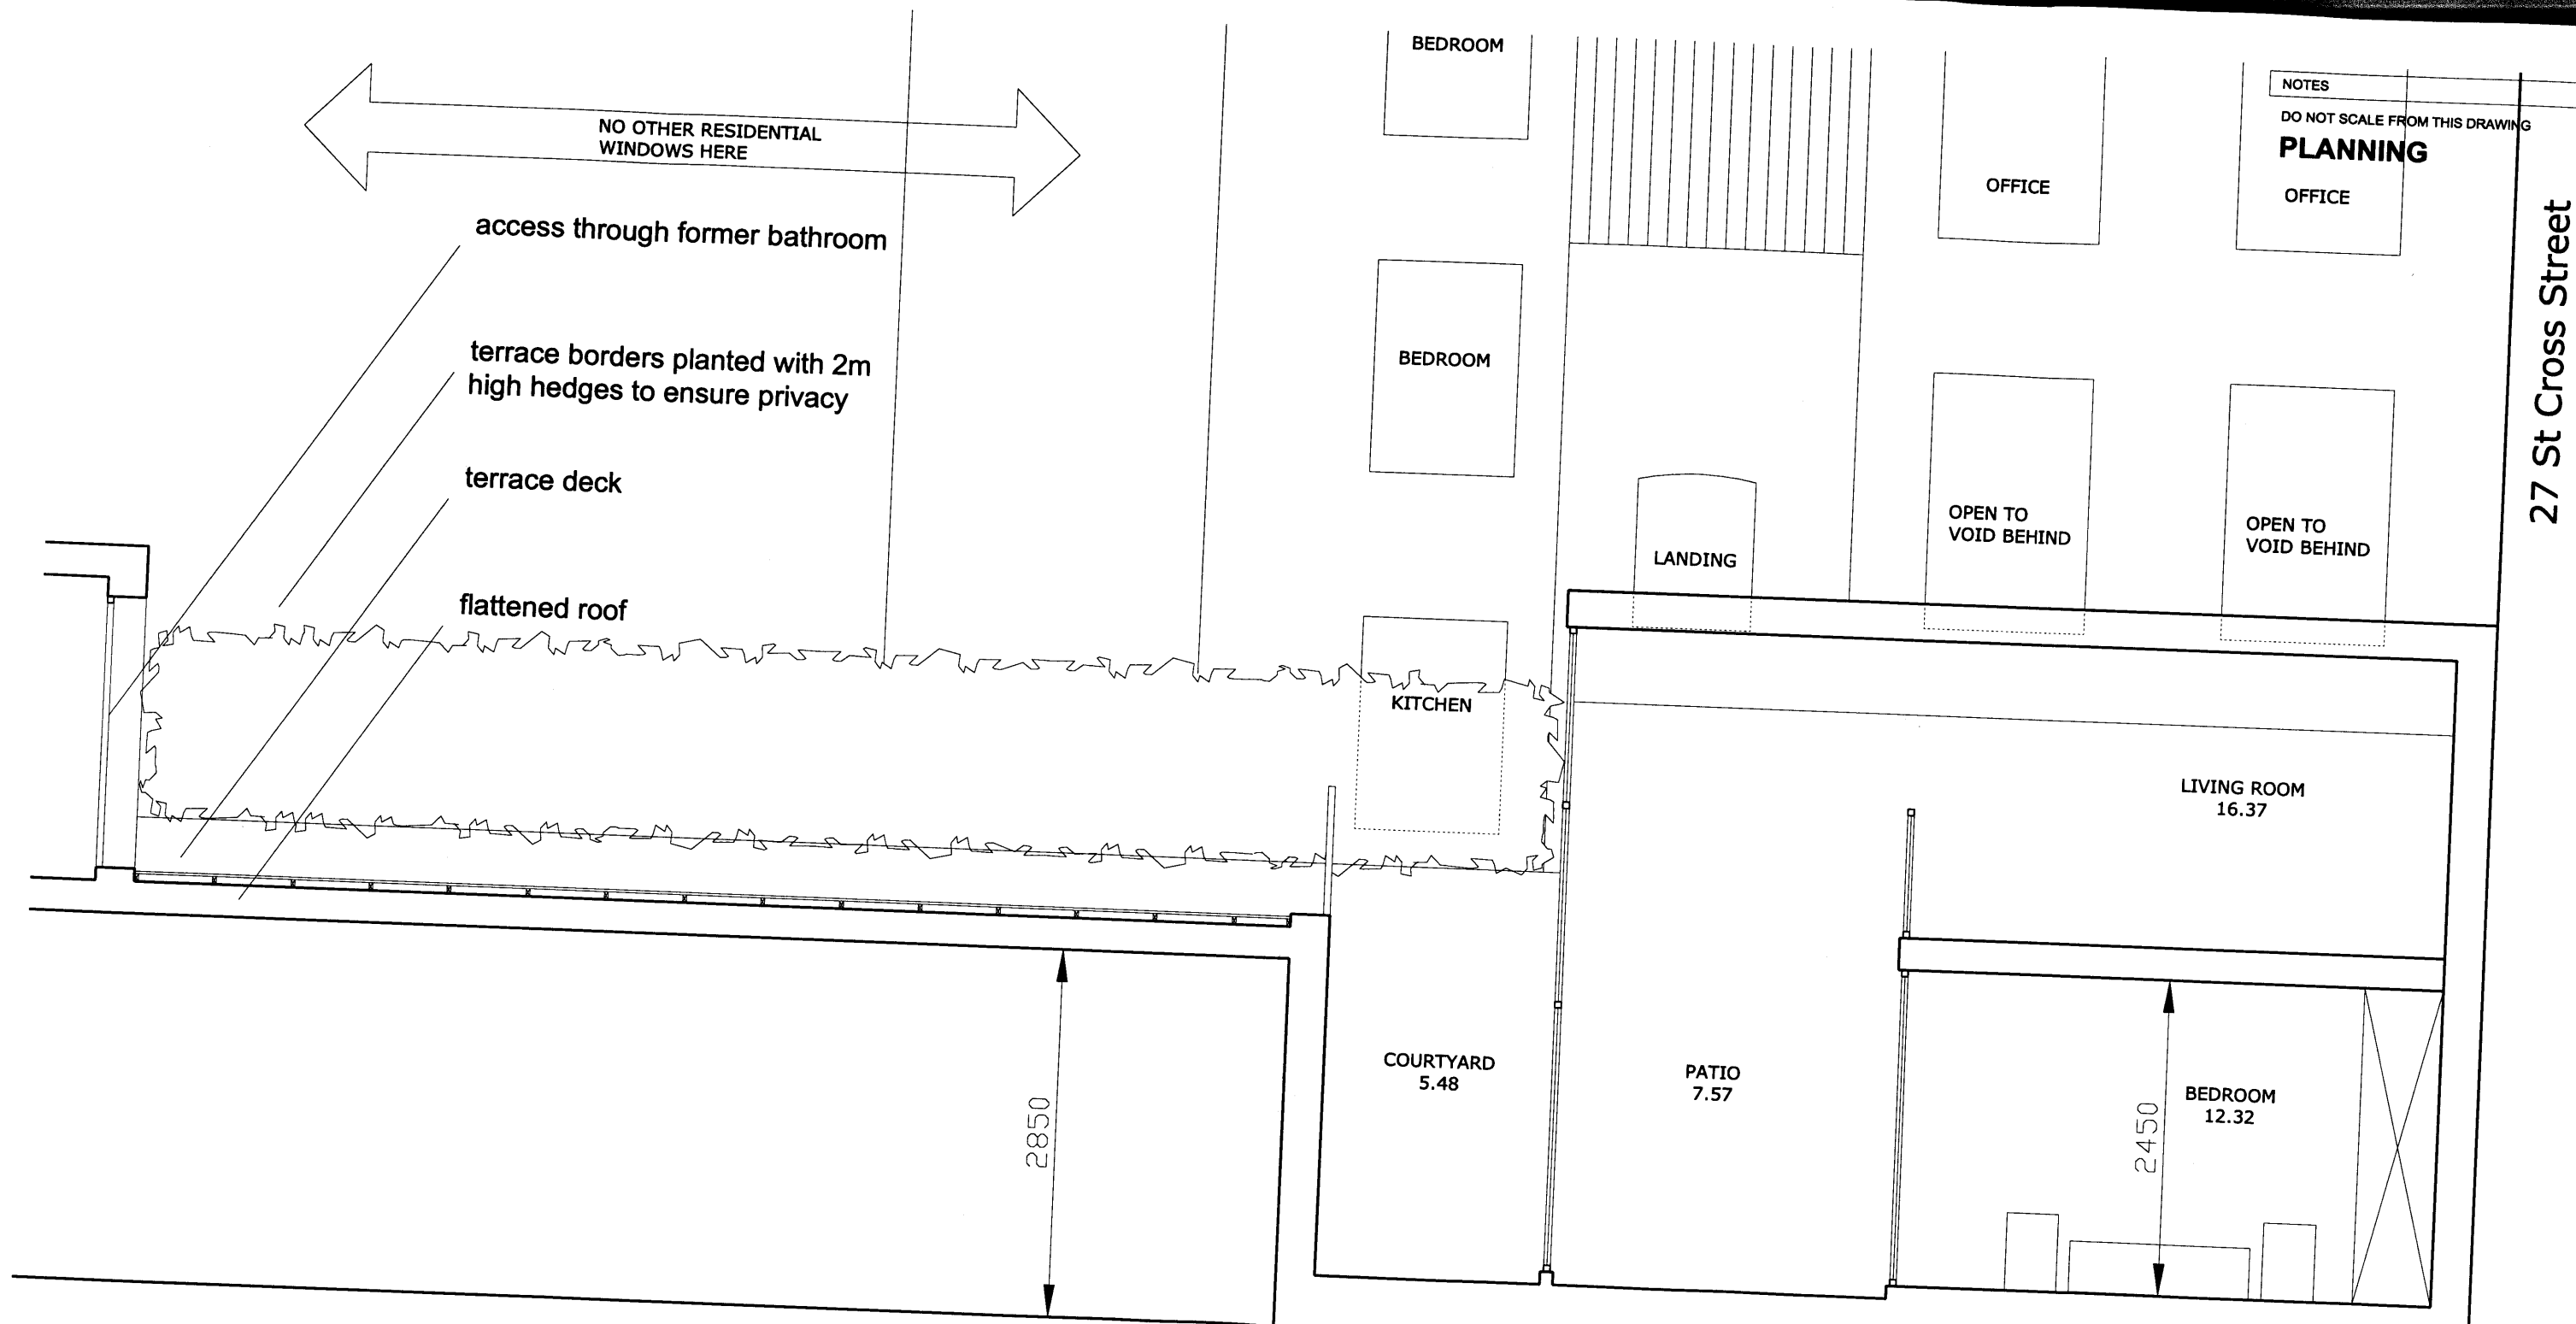 BEDROOM
NOTES
DO NOT SCALE FROM THIS DRAWING
PLANNING
NO OTHER RESIDENTIAL
WINDOWS HERE
OFFICE
OFFICE
27 St Cross Street
access through former bathroom
terrace borders planted with 2m
high hedges to ensure privacy
BEDROOM
terrace deck
OPEN TO
VOID BEHIND
OPEN TO
VOID BEHIND
LANDING
flattened roof
KITCHEN
LIVING ROOM
16.37
COURTYARD
5.48
PATIO
7.57
BEDROOM
12.32
2850
2450